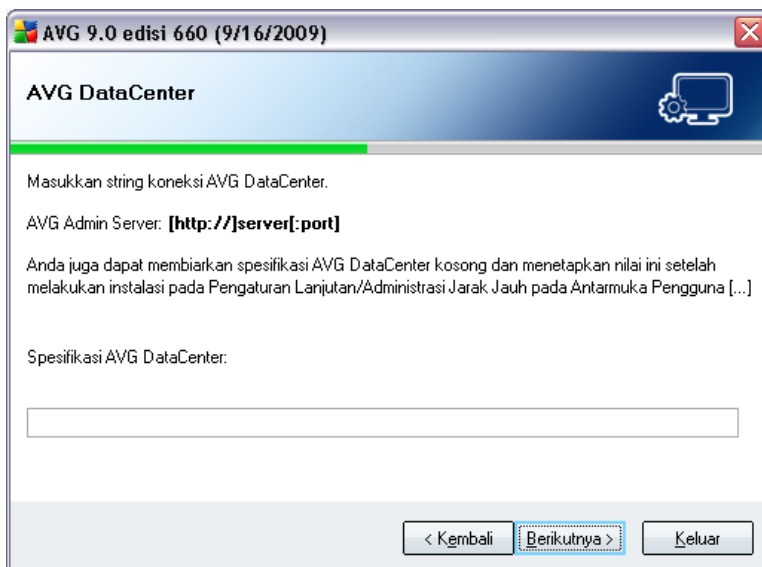 AVG 9.0 edisi 660 (9/16/2009)
AVG DataCenter
Masukkan string koneksi AVG DataCenter.
AVG Admin Server: [http://]server[:port]
Anda juga dapat membiarkan spesifikasi AVG DataCenter kosong dan menetapkan nilai ini setelah
melakukan instalasi pada Pengaturan Lanjutan/Administrasi Jarak Jauh pada Antarmuka Pengguna [...]
Spesifikasi AVG DataCenter:
< Kembali
Berikutnya >
Keluar